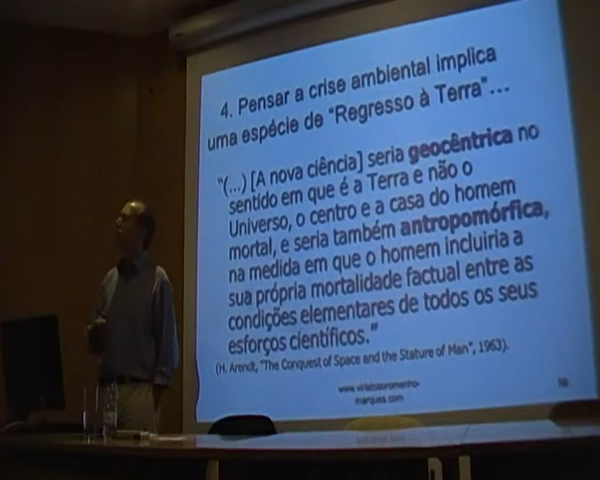 4. Pensar a crise ambiental implica
uma espécie de “Regresso à Terra”...
“(...) [A nova ciência] seria geocêntrica no
sentido em que é a Terra e não o
Universo, o centro e a casa do homem
mortal, e seria também antropomórfica,
na medida em que o homem incluiria a
sua própria mortalidade factual entre as
condições elementares de todos os seus
esforços científicos.”
(H. Arendt, “The Conquest of Space and the Stature of Man”, 1963).
www.viriatosoromenho-
marques.com